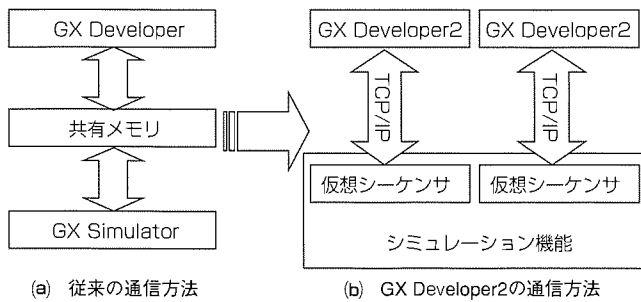 GX Developer
共有メモリ
GX Simulator
(a) 従来の通信方法
GX Developer2
GX Developer2
TCP/IP
TCP/IP
仮想シーケンサ
仮想シーケンサ
シミュレーション機能
(b) GX Developer2の通信方法